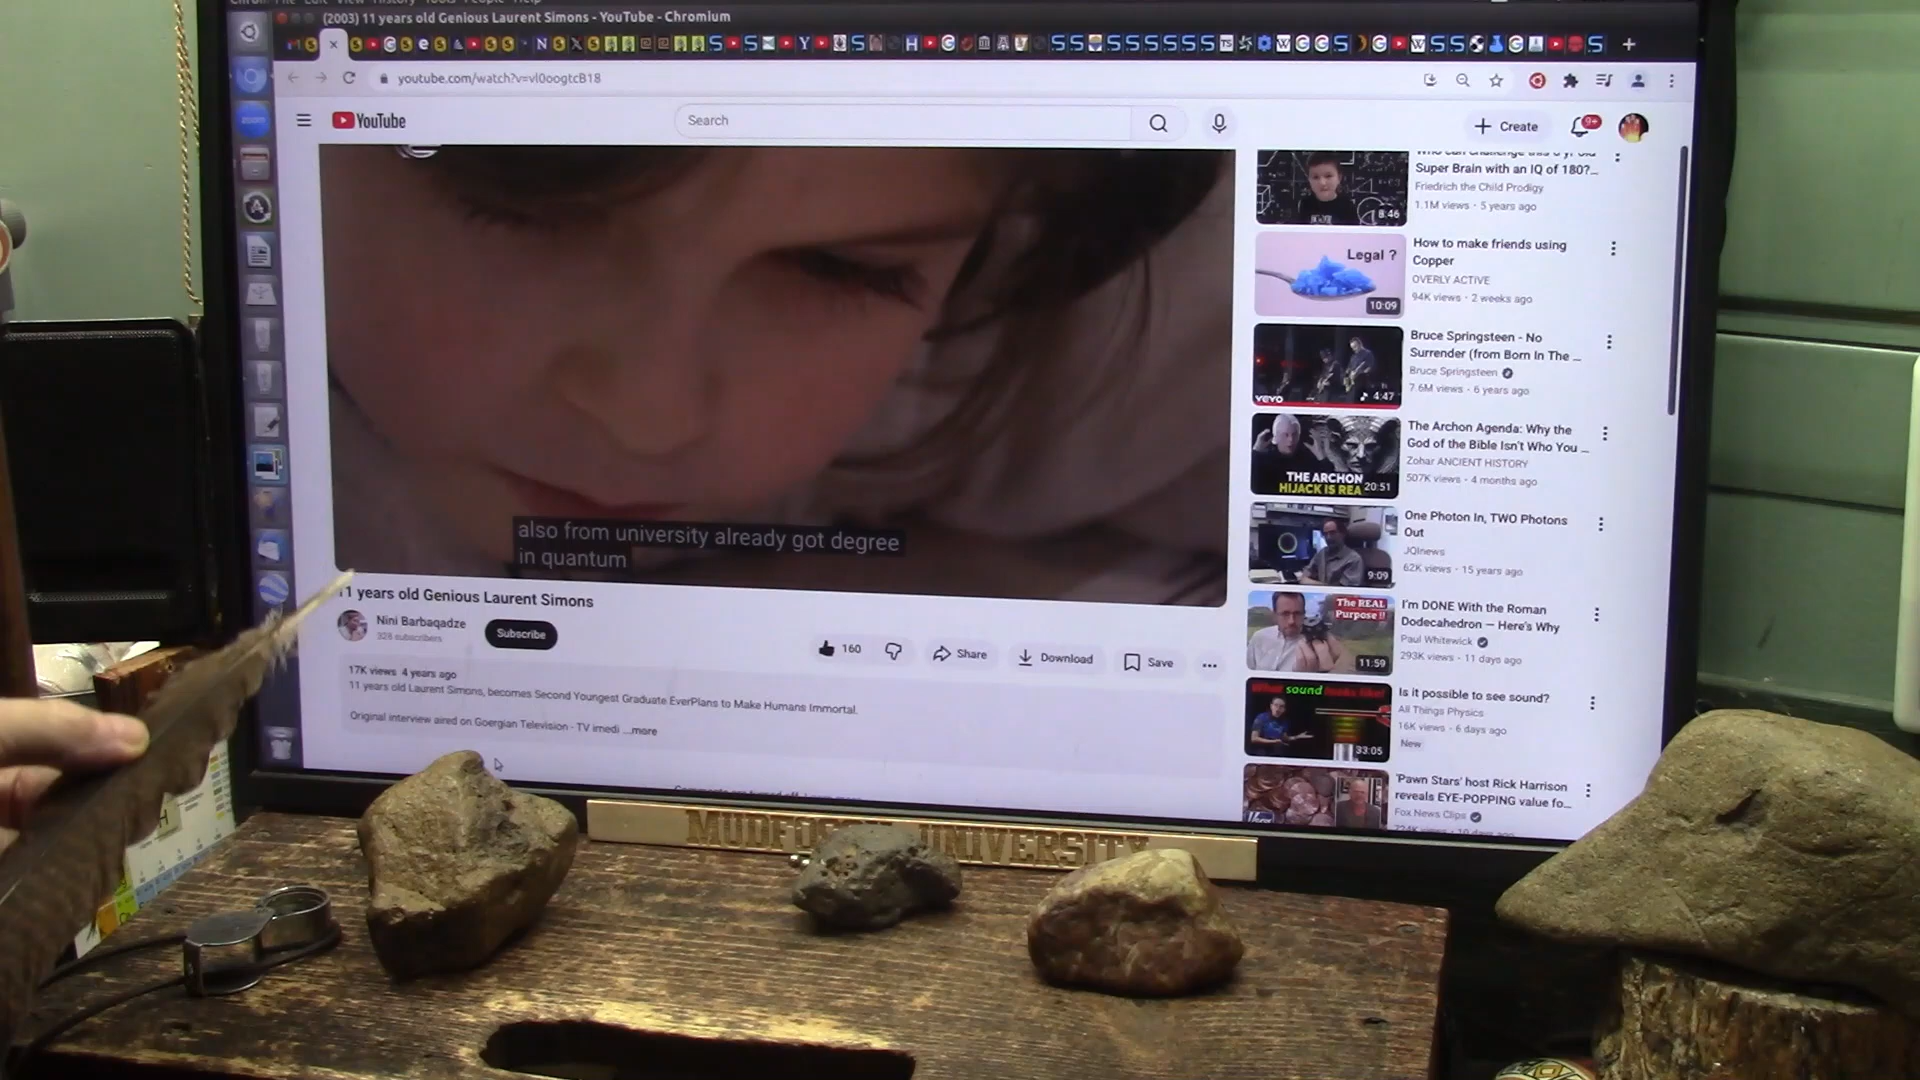 (2003) 11 years old Genious Laurent Simons - YouTube - Chromium
youtube.com/watch?v=vl0oogtcB18
YouTube
Search
Create
9+
also from university already got degree
in quantum
11 years old Genious Laurent Simons
Nini Barbaqadze
328 subscribers
Subscribe
160
Share
Download
Save
17K views 4 years ago
11 years old Laurent Simons, becomes Second Youngest Graduate EverPlans to Make Humans Immortal.
Original interview aired on Goergian Television - TV imedi ...more
Super Brain with an IQ of 180?...
Friedrich the Child Prodigy
1.1M views • 5 years ago
8:46
Legal ?
10:09
How to make friends using
Copper
OVERLY ACTIVE
94K views • 2 weeks ago
vevo
4:47
Bruce Springsteen - No
Surrender (from Born In The ...
Bruce Springsteen
7.6M views • 6 years ago
THE ARCHON
HIJACK IS REA
20:51
The Archon Agenda: Why the
God of the Bible Isn't Who You ...
Zohar ANCIENT HISTORY
507K views • 4 months ago
9:09
One Photon In, TWO Photons
Out
JQInews
62K views • 15 years ago
The REAL
Purpose !!
11:59
I'm DONE With the Roman
Dodecahedron — Here's Why
Paul Whitewick
293K views • 11 days ago
sound
33:05
Is it possible to see sound?
All Things Physics
16K views • 6 days ago
New
'Pawn Stars' host Rick Harrison
reveals EYE-POPPING value fo...
Fox News Clips
zoom
UNIVERSITY